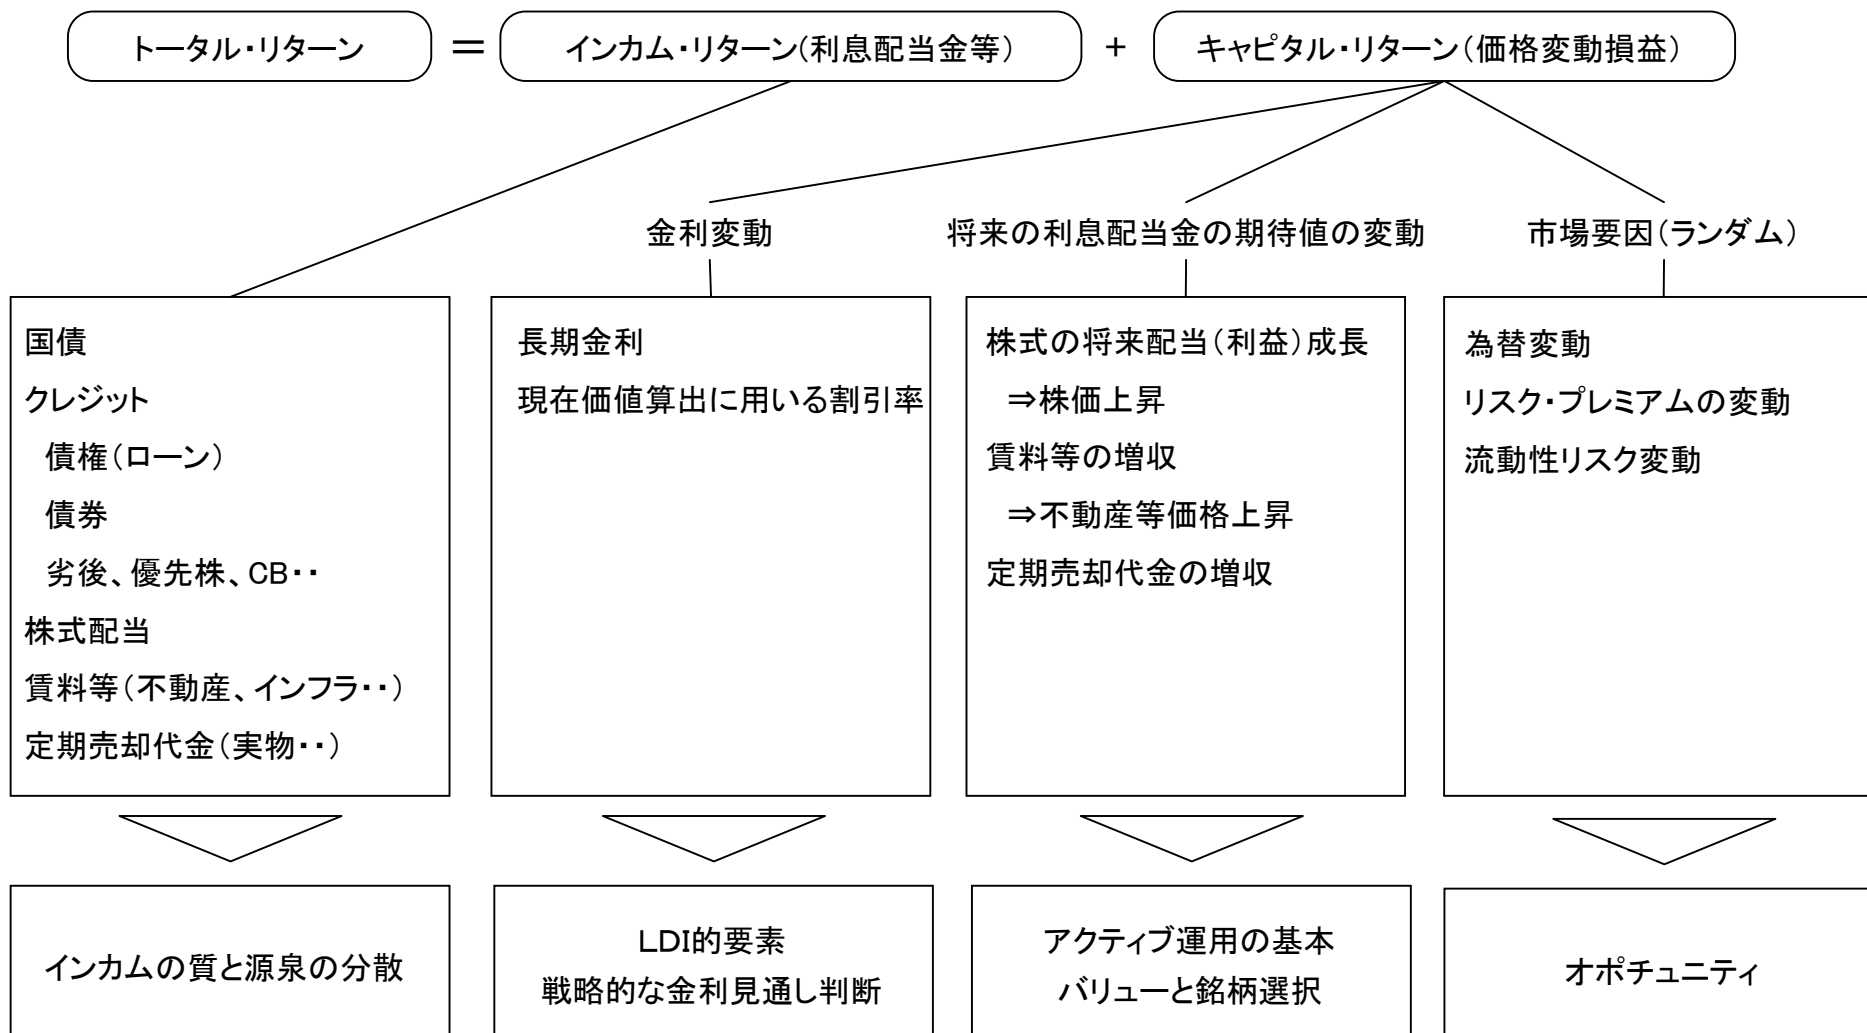 トータル・リターン ＝ インカム・リターン（利息配当金等） + キャピタル・リターン（価格変動損益）
金利変動
将来の利息配当金の期待値の変動
市場要因（ランダム）
国債
クレジット
債権（ローン）
債券
劣後、優先株、CB・・
株式配当
賃料等（不動産、インフラ・・）
定期売却代金（実物・・）
長期金利
現在価値算出に用いる割引率
株式の将来配当（利益）成長
⇒株価上昇
賃料等の増収
⇒不動産等価格上昇
定期売却代金の増収
為替変動
リスク・プレミアムの変動
流動性リスク変動
インカムの質と源泉の分散
LDI的要素
戦略的な金利見通し判断
アクティブ運用の基本
バリューと銘柄選択
オポチュニティ